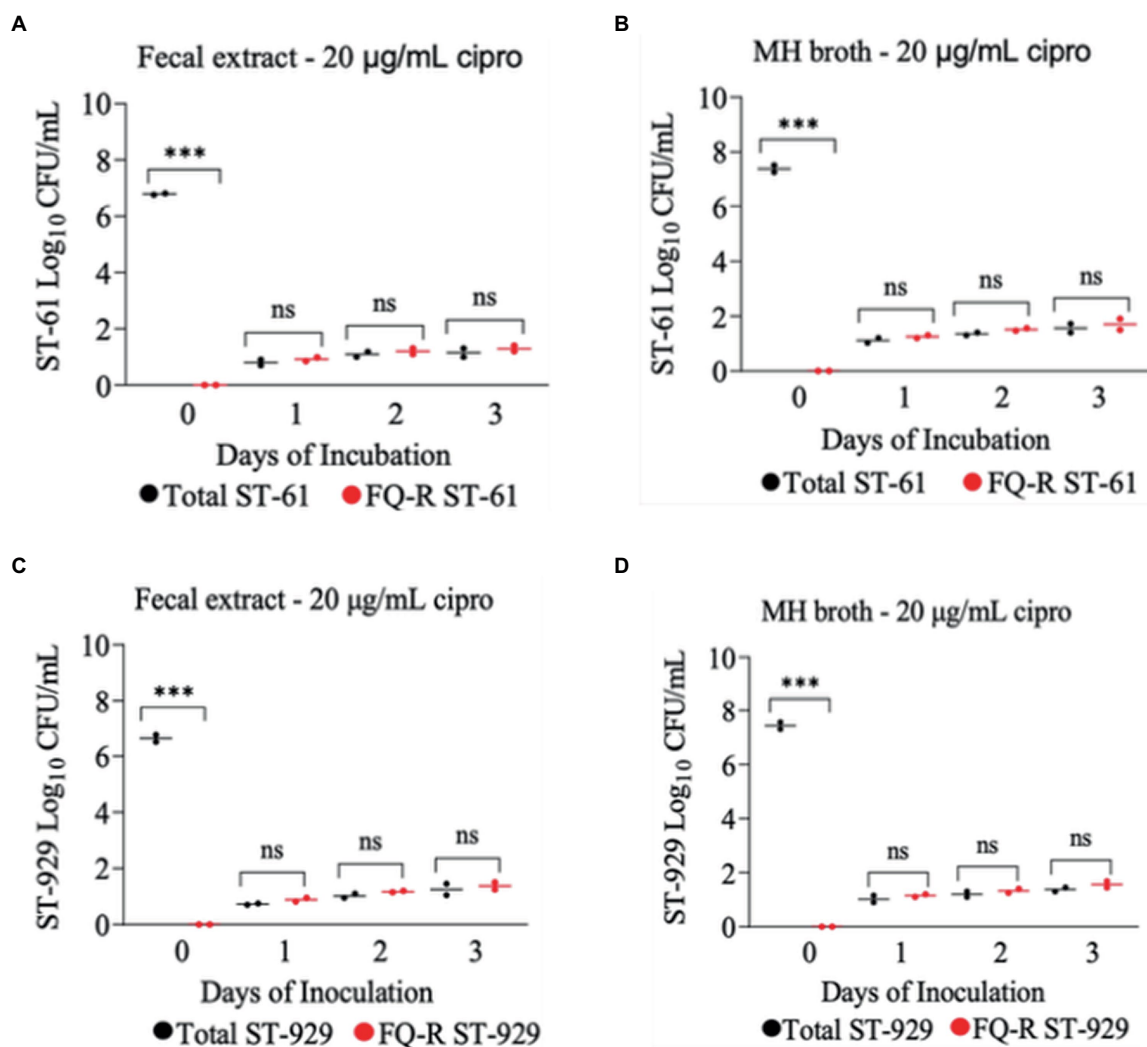 A
Fecal extract - 20 µg/mL cipro
ST-61 Log10 CFU/mL
10
8
6
4
2
0
***
ns
ns
ns
0 1 2 3
Days of Incubation
Total ST-61 FQ-R ST-61
B
MH broth - 20 µg/mL cipro
ST-61 Log10 CFU/mL
10
8
6
4
2
0
***
ns
ns
ns
0 1 2 3
Days of Incubation
Total ST-61 FQ-R ST-61
C
Fecal extract - 20 µg/mL cipro
ST-929 Log10 CFU/mL
10
8
6
4
2
0
***
ns
ns
ns
0 1 2 3
Days of Inoculation
Total ST-929 FQ-R ST-929
D
MH broth - 20 µg/mL cipro
ST-929 Log10 CFU/mL
10
8
6
4
2
0
***
ns
ns
ns
0 1 2 3
Days of Inoculation
Total ST-929 FQ-R ST-929